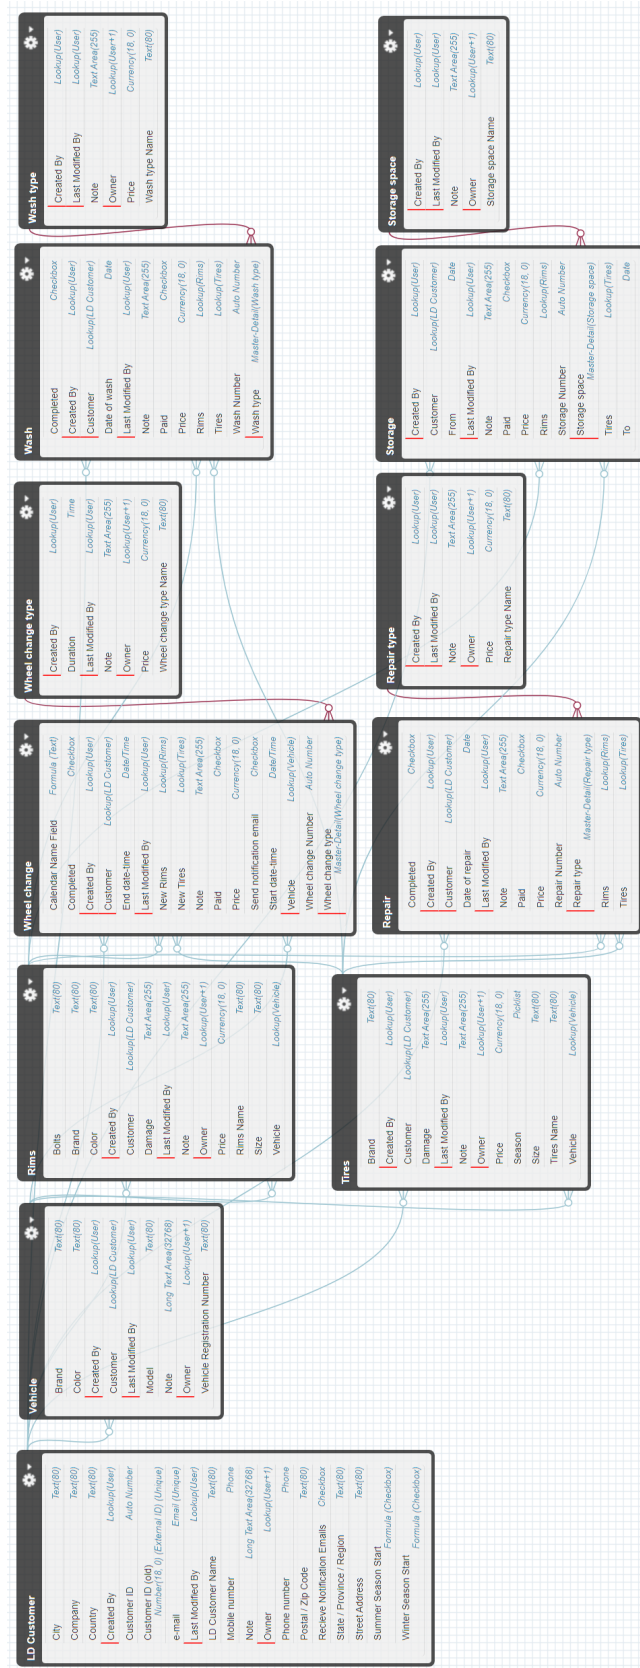 LD Customer
City Text(80)
Company Text(80)
Country Text(80)
Created By Lookup(User)
Customer ID Auto Number
Customer ID (old)
Number(18, 0) (External ID) (Unique)
e-mail Email (Unique)
Last Modified By Lookup(User)
LD Customer Name Text(80)
Mobile number Phone
Note Long Text Area(32768)
Owner Lookup(User+1)
Phone number Phone
Postal / Zip Code Text(80)
Recieve Notification Emails Checkbox
State / Province / Region Text(80)
Street Address Text(80)
Summer Season Start
Formula (Checkbox)
Winter Season Start
Formula (Checkbox)
Vehicle
Brand Text(80)
Color Text(80)
Created By Lookup(User)
Customer Lookup(LD Customer)
Last Modified By Lookup(User)
Model Text(80)
Note Long Text Area(32768)
Owner Lookup(User+1)
Vehicle Registration Number Text(80)
Rims
Bolts Text(80)
Brand Text(80)
Color Text(80)
Created By Lookup(User)
Customer Lookup(LD Customer)
Damage Text Area(255)
Last Modified By Lookup(User)
Note Text Area(255)
Owner Lookup(User+1)
Price Currency(18, 0)
Rims Name Text(80)
Size Text(80)
Vehicle Lookup(Vehicle)
Wheel change
Calendar Name Field Formula (Text)
Completed Checkbox
Created By Lookup(User)
Customer Lookup(LD Customer)
End date-time Date/Time
Last Modified By Lookup(User)
New Rims Lookup(Rims)
New Tires Lookup(Tires)
Note Text Area(255)
Paid Checkbox
Price Currency(18, 0)
Send notification email Checkbox
Start date-time Date/Time
Vehicle Lookup(Vehicle)
Wheel change Number Auto Number
Wheel change type
Master-Detail(Wheel change type)
Wheel change type
Created By Lookup(User)
Duration Time
Last Modified By Lookup(User)
Note Text Area(255)
Owner Lookup(User+1)
Price Currency(18, 0)
Wheel change type Name Text(80)
Wash
Completed Checkbox
Created By Lookup(User)
Customer Lookup(LD Customer)
Date of wash Date
Last Modified By Lookup(User)
Note Text Area(255)
Paid Checkbox
Price Currency(18, 0)
Rims Lookup(Rims)
Tires Lookup(Tires)
Wash Number Auto Number
Wash type Master-Detail(Wash type)
Wash type
Created By Lookup(User)
Last Modified By Lookup(User)
Note Text Area(255)
Owner Lookup(User+1)
Price Currency(18, 0)
Wash type Name Text(80)
Tires
Brand Text(80)
Created By Lookup(User)
Customer Lookup(LD Customer)
Damage Text Area(255)
Last Modified By Lookup(User)
Note Text Area(255)
Owner Lookup(User+1)
Price Currency(18, 0)
Season Picklist
Size Text(80)
Tires Name Text(80)
Vehicle Lookup(Vehicle)
Repair
Completed Checkbox
Created By Lookup(User)
Customer Lookup(LD Customer)
Date of repair Date
Last Modified By Lookup(User)
Note Text Area(255)
Paid Checkbox
Price Currency(18, 0)
Repair Number Auto Number
Repair type
Master-Detail(Repair type)
Rims Lookup(Rims)
Tires Lookup(Tires)
Repair type
Created By Lookup(User)
Last Modified By Lookup(User)
Note Text Area(255)
Owner Lookup(User+1)
Price Currency(18, 0)
Repair type Name Text(80)
Storage
Created By Lookup(User)
Customer Lookup(LD Customer)
From Date
Last Modified By Lookup(User)
Note Text Area(255)
Paid Checkbox
Price Currency(18, 0)
Rims Lookup(Rims)
Storage Number Auto Number
Storage space
Master-Detail(Storage space)
Tires Lookup(Tires)
To Date
Storage space
Created By Lookup(User)
Last Modified By Lookup(User)
Note Text Area(255)
Owner Lookup(User+1)
Storage space Name Text(80)